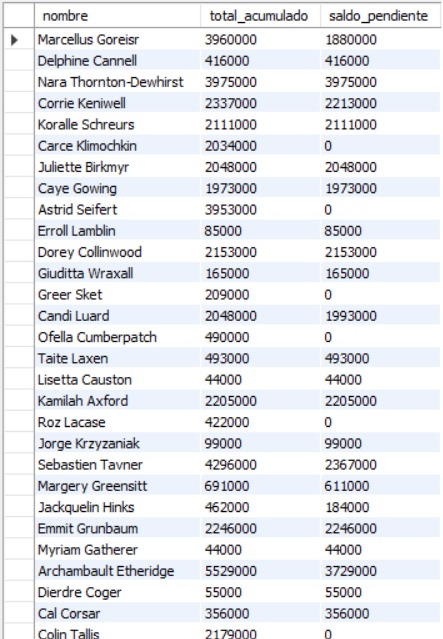 nombre total_acumulado saldo_pendiente
Marcellus Goreisr 3960000 1880000
Delphine Cannell 416000 416000
Nara Thornton-Dewhirst 3975000 3975000
Corrie Keniwell 2337000 2213000
Koralle Schreurs 2111000 2111000
Carce Klimochkin 2034000 0
Juliette Birkmyr 2048000 2048000
Caye Gowing 1973000 1973000
Astrid Seifert 3953000 0
Erroll Lamblin 85000 85000
Dorey Collinwood 2153000 2153000
Giuditta Wraxall 165000 165000
Greer Sket 209000 0
Candi Luard 2048000 1993000
Ofella Cumberpatch 490000 0
Taite Laxen 493000 493000
Lisetta Causton 44000 44000
Kamilah Axford 2205000 2205000
Roz Lacase 422000 0
Jorge Krzyzaniak 99000 99000
Sebastien Tavner 4296000 2367000
Margery Greensitt 691000 611000
Jackquelin Hinks 462000 184000
Emmit Grunbaum 2246000 2246000
Myriam Gatherer 44000 44000
Archambault Etheridge 5529000 3729000
Dierdre Coger 55000 55000
Cal Corsar 356000 356000
Colin Tallis 2179000 0